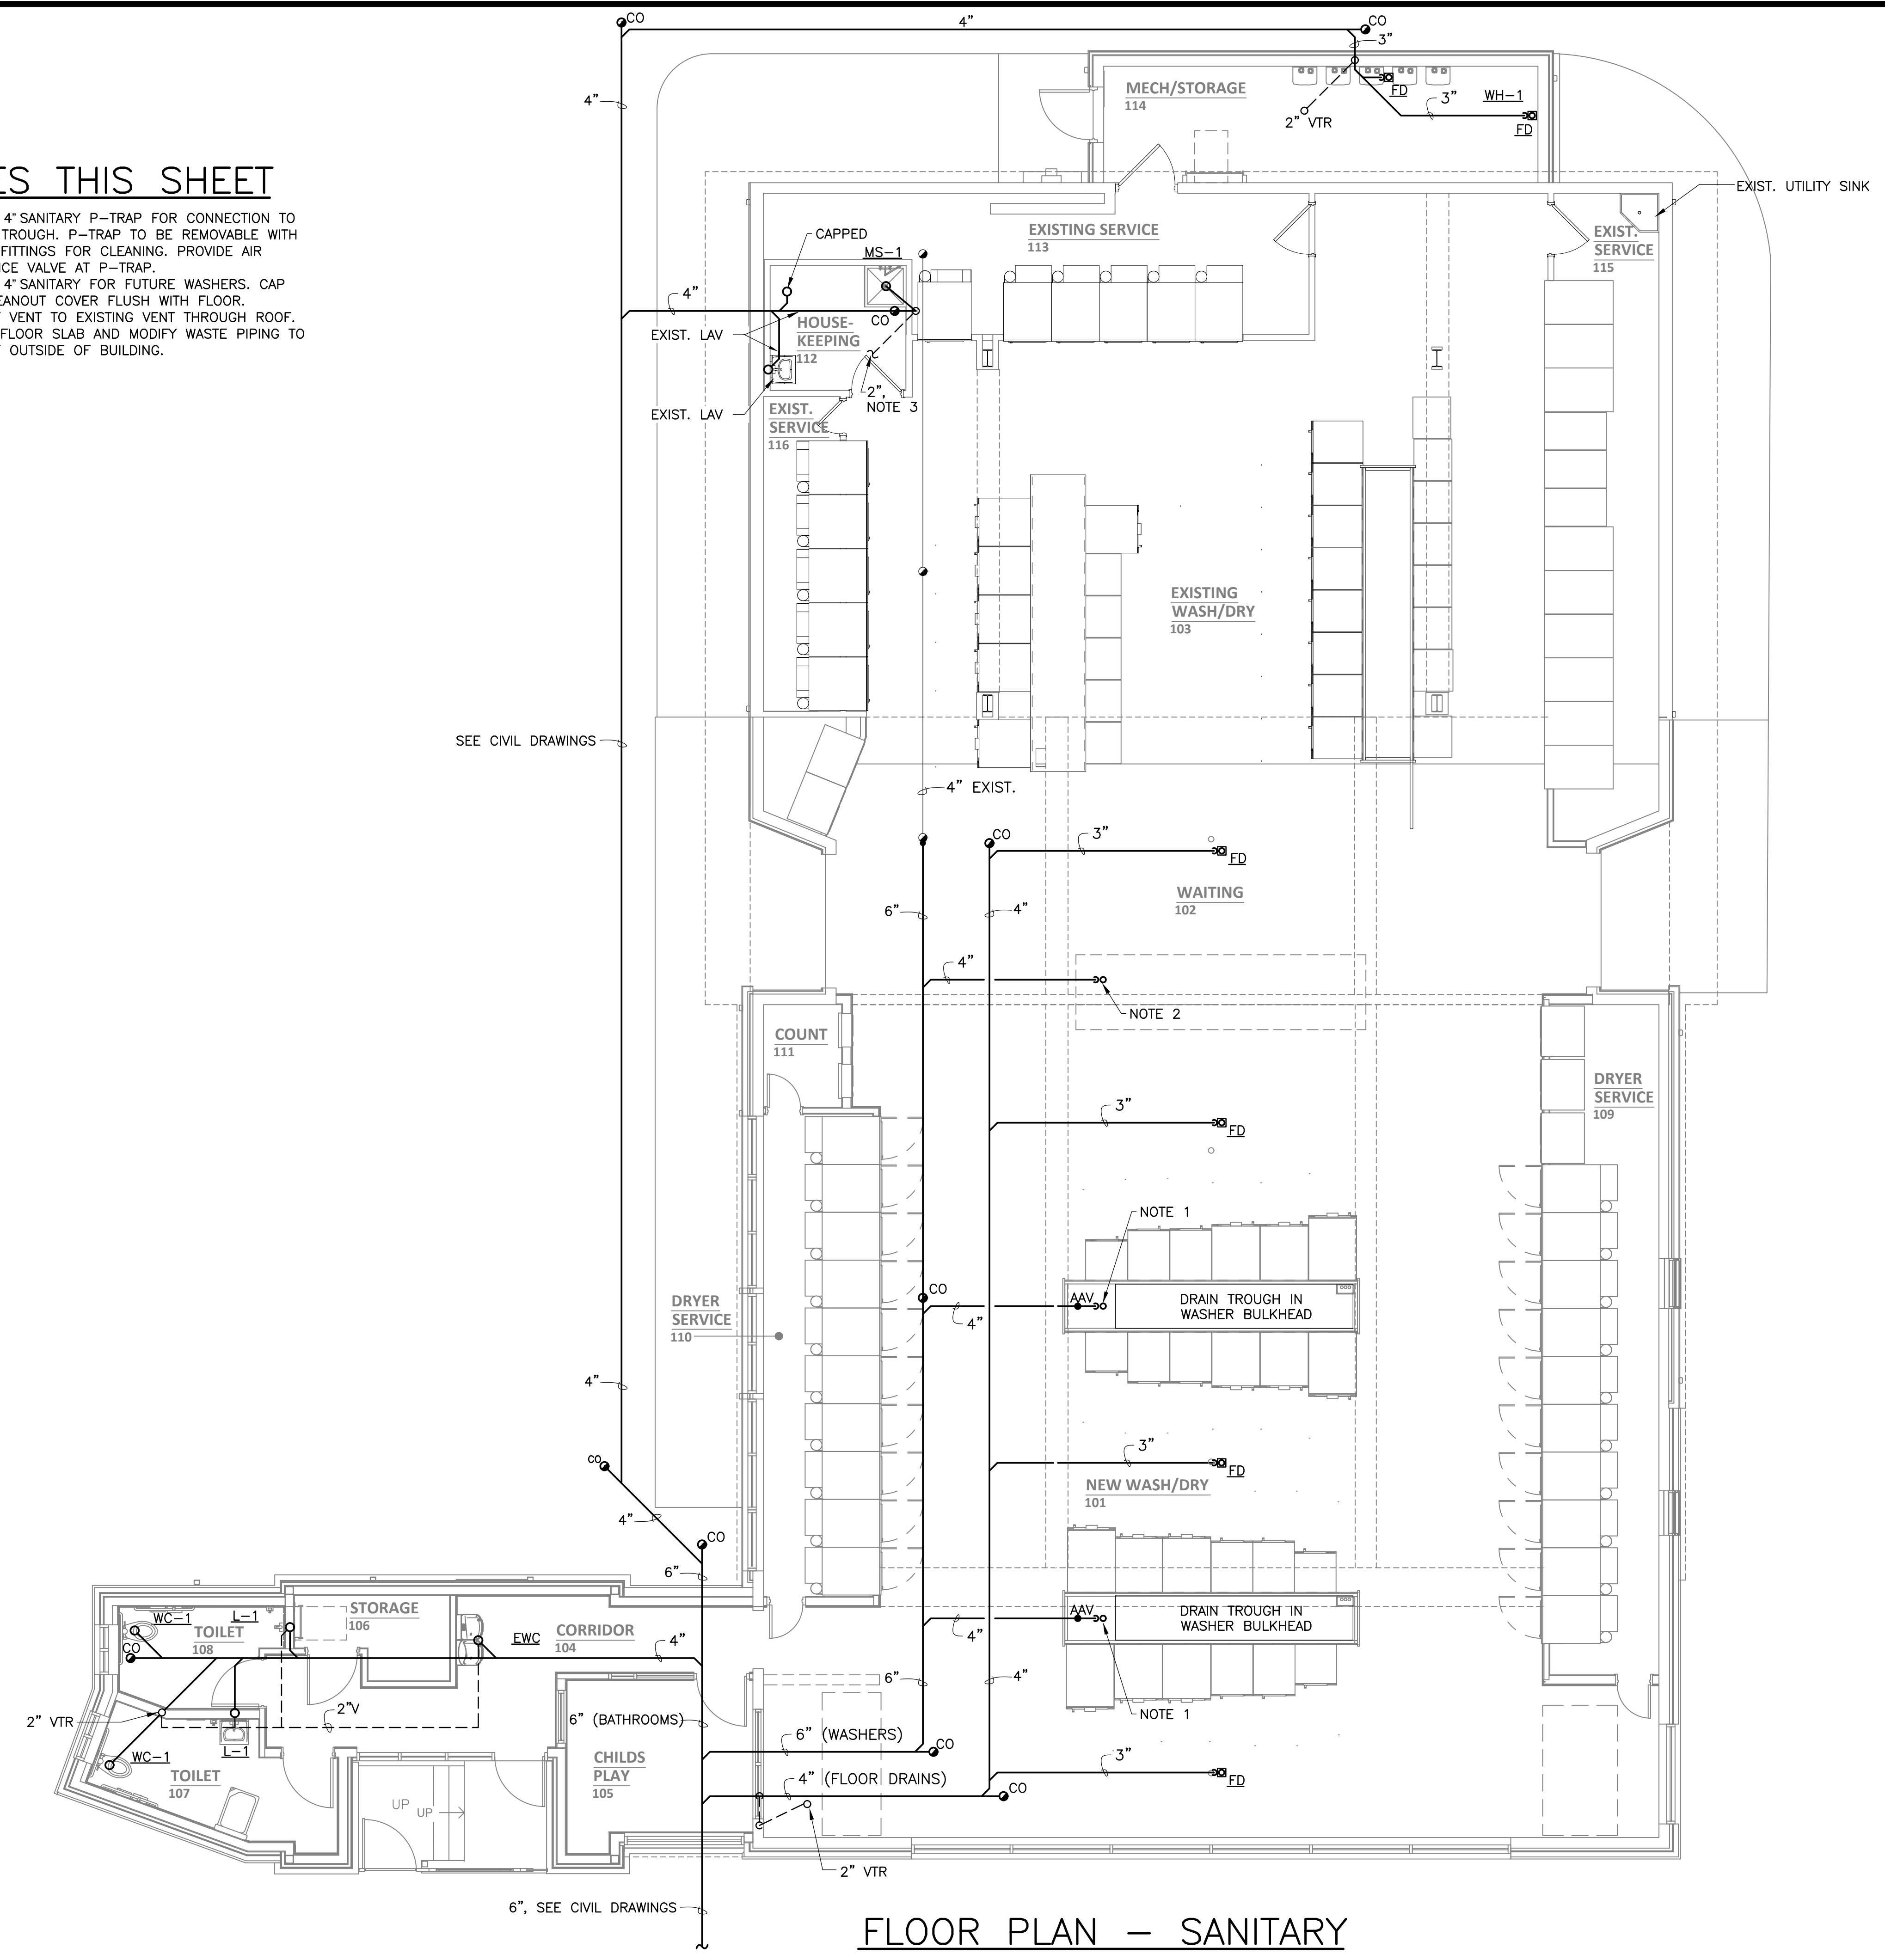 CO
4"
CO
3"
MECH/STORAGE
114
4"
FD
3"
WH-1
2" VTR
FD
ES THIS SHEET
4" SANITARY P-TRAP FOR CONNECTION TO
TROUGH. P-TRAP TO BE REMOVABLE WITH
FITTINGS FOR CLEANING. PROVIDE AIR
CE VALVE AT P-TRAP.
4" SANITARY FOR FUTURE WASHERS. CAP
EANOUT COVER FLUSH WITH FLOOR.
VENT TO EXISTING VENT THROUGH ROOF.
FLOOR SLAB AND MODIFY WASTE PIPING TO
OUTSIDE OF BUILDING.
EXIST. UTILITY SINK
EXISTING SERVICE
113
EXIST.
SERVICE
115
CAPPED
MS-1
4"
CO
HOUSE-
KEEPING
112
EXIST. LAV
2",
NOTE 3
EXIST. LAV
EXIST.
SERVICE
116
EXISTING
WASH/DRY
103
SEE CIVIL DRAWINGS
4" EXIST.
CO
3"
FD
WAITING
102
6"
4"
4"
NOTE 2
COUNT
111
DRYER
SERVICE
109
3"
FD
NOTE 1
CO
AAV
DRAIN TROUGH IN
WASHER BULKHEAD
4"
DRYER
SERVICE
110
4"
3"
FD
CO
NEW WASH/DRY
101
4"
CO
6"
WC-1
L-1
STORAGE
106
TOILET
108
EWC
CORRIDOR
104
4"
CO
AAV
DRAIN TROUGH IN
WASHER BULKHEAD
4"
6"
4"
2" VTR
2"V
6" (BATHROOMS)
NOTE 1
6" (WASHERS)
CO
WC-1
L-1
TOILET
107
CHILDS
PLAY
105
3"
FD
4" (FLOOR DRAINS)
CO
UP
UP
2" VTR
6", SEE CIVIL DRAWINGS
FLOOR PLAN - SANITARY